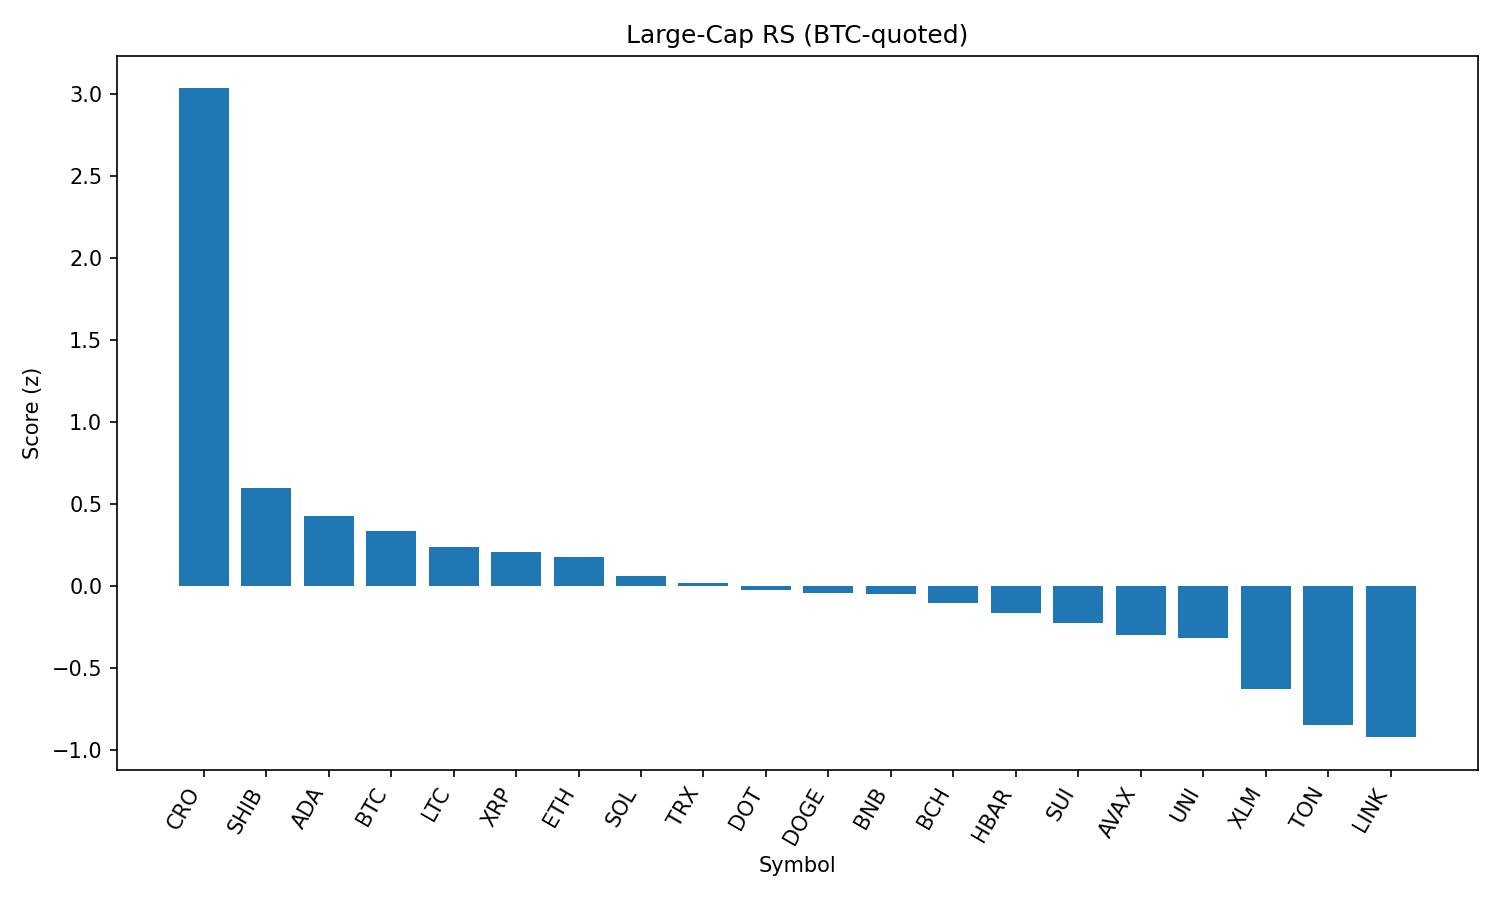 Large-Cap RS (BTC-quoted)
Score (z)
3.0
2.5
2.0
1.5
1.0
0.5
0.0
−0.5
−1.0
CRO
SHIB
ADA
BTC
LTC
XRP
ETH
SOL
TRX
DOT
DOGE
BNB
BCH
HBAR
SUI
AVAX
UNI
XLM
TON
LINK
Symbol